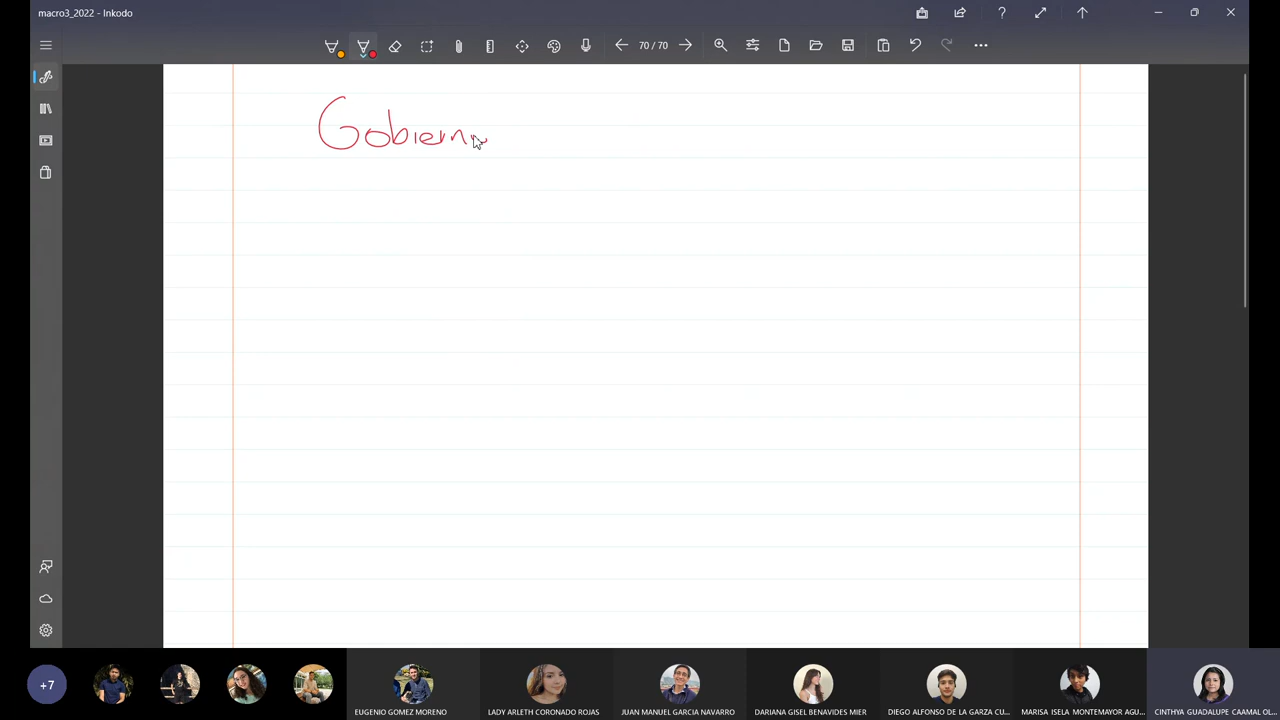 macro3_2022 - Inkodo
70 / 70
Gobierno
+7
EUGENIO GOMEZ MORENO
LADY ARLETH CORONADO ROJAS
JUAN MANUEL GARCIA NAVARRO
DARIANA GISEL BENAVIDES MIER
DIEGO ALFONSO DE LA GARZA CU...
MARISA ISELA MONTEMAYOR AGU...
CINTHYA GUADALUPE CAAMAL OL...